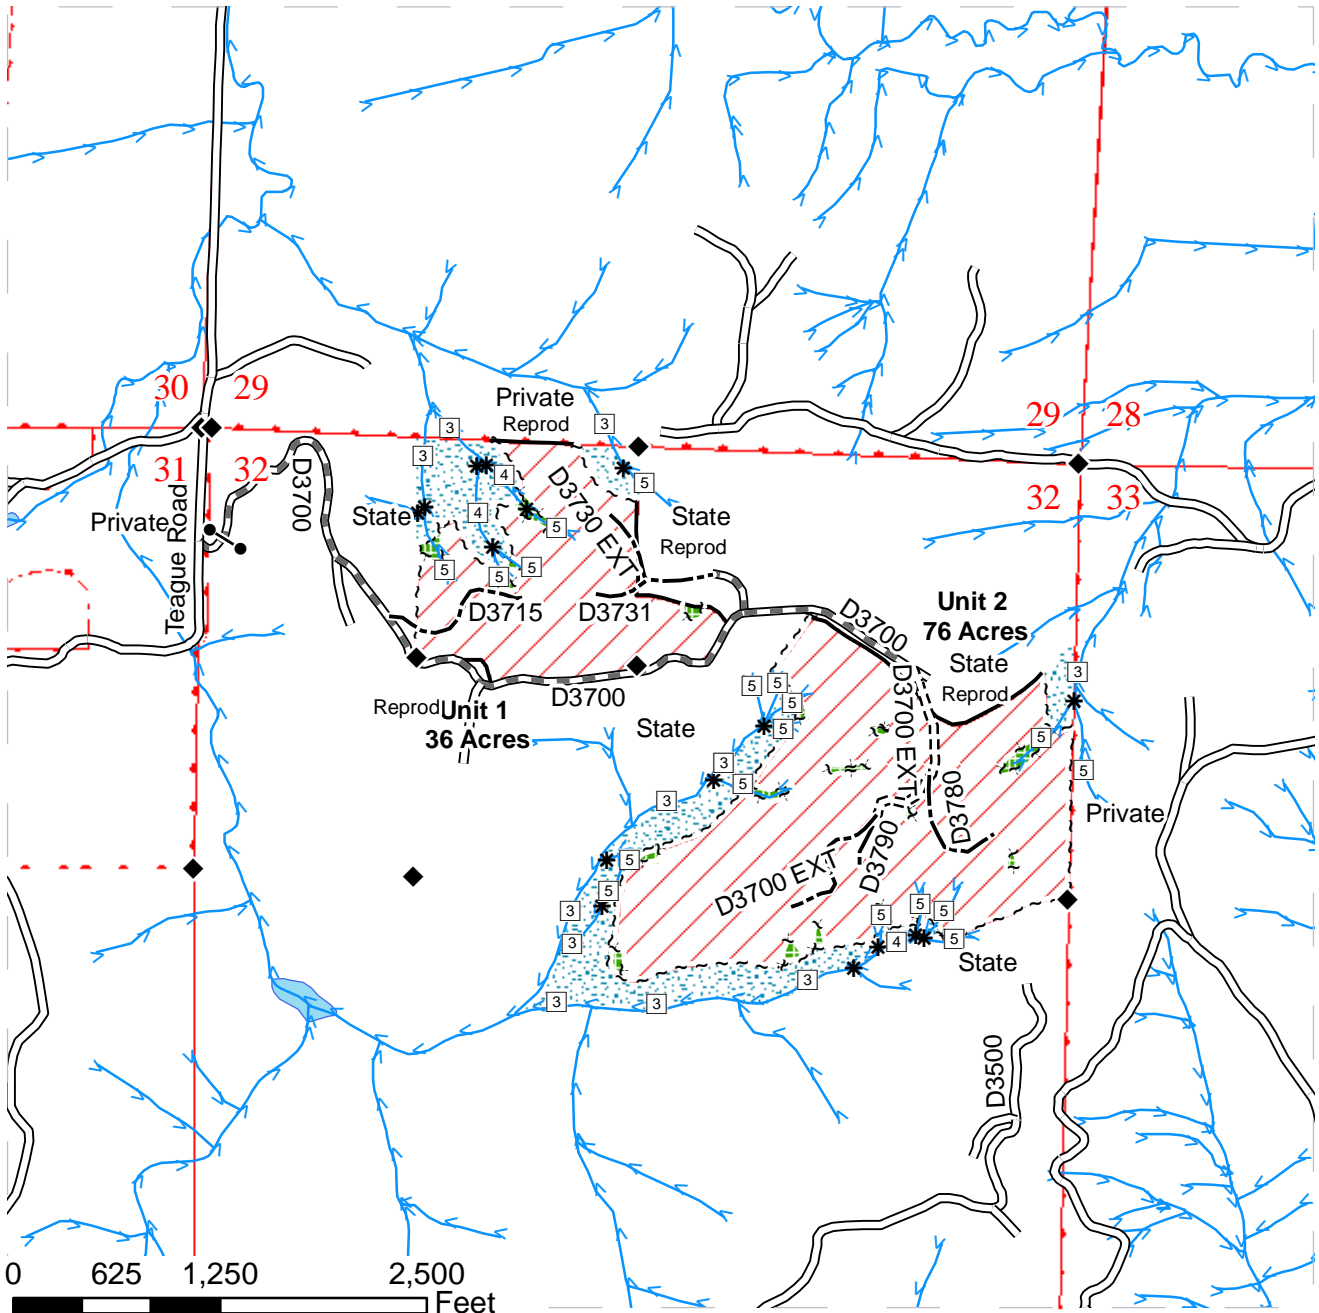 30 29
29 28
31 32
32 33
Private
Reprod
3
3
3
4
5
4
5
5
5
5
D3700
D3730 EXT
State
State
Reprod
Private
Teague Road
D3715
D3731
D3700
Unit 2
76 Acres
State
Reprod
3
D3700
Reprod
Unit 1
36 Acres
State
D3700 EXT
5
5
5
5
3
5
3
5
5
D3780
Private
D3790
D3700 EXT
5
5
3
3
5
5
5
4
5
State
3
3
3
D3500
0 625 1,250 2,500
Feet